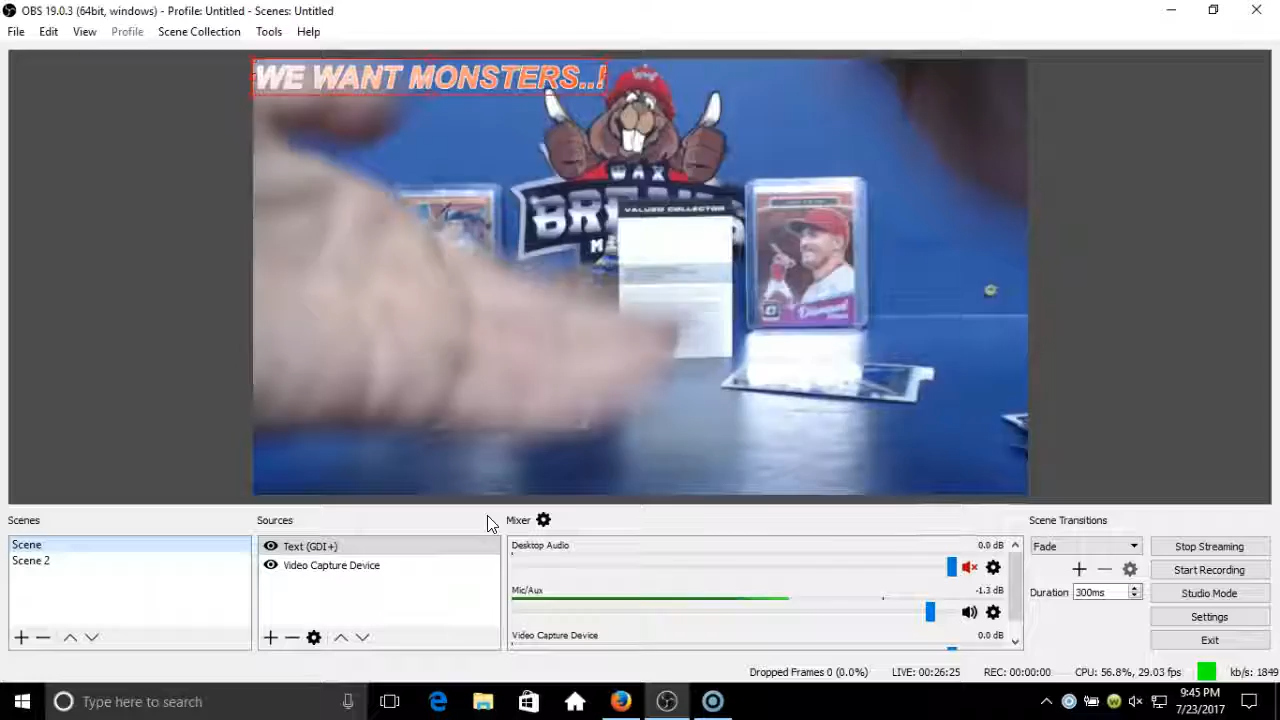 OBS 19.0.3 (64bit, windows) - Profile: Untitled - Scenes: Untitled
File Edit View Profile Scene Collection Tools Help
WE WANT MONSTERS..!
WAX
VALUED COLLECTOR
Diamond
Scenes
Scene
Scene 2
Sources
Text (GDI+)
Video Capture Device
Mixer
Desktop Audio 0.0 dB
Mic/Aux -1.3 dB
Video Capture Device 0.0 dB
Scene Transitions
Fade
Duration 300ms
Stop Streaming
Start Recording
Studio Mode
Settings
Exit
Dropped Frames 0 (0.0%) LIVE: 00:26:25 REC: 00:00:00 CPU: 56.8%, 29.03 fps kb/s: 1849
Type here to search
9:45 PM
7/23/2017